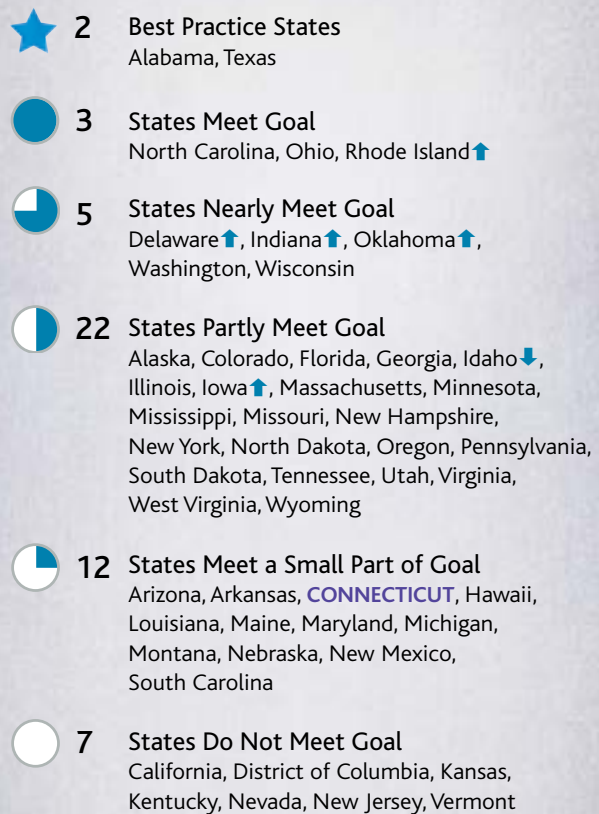 2 Best Practice States
Alabama, Texas
3 States Meet Goal
North Carolina, Ohio, Rhode Island⬆
5 States Nearly Meet Goal
Delaware⬆, Indiana⬆, Oklahoma⬆,
Washington, Wisconsin
22 States Partly Meet Goal
Alaska, Colorado, Florida, Georgia, Idaho⬇,
Illinois, Iowa⬆, Massachusetts, Minnesota,
Mississippi, Missouri, New Hampshire,
New York, North Dakota, Oregon, Pennsylvania,
South Dakota, Tennessee, Utah, Virginia,
West Virginia, Wyoming
12 States Meet a Small Part of Goal
Arizona, Arkansas, CONNECTICUT, Hawaii,
Louisiana, Maine, Maryland, Michigan,
Montana, Nebraska, New Mexico,
South Carolina
7 States Do Not Meet Goal
California, District of Columbia, Kansas,
Kentucky, Nevada, New Jersey, Vermont